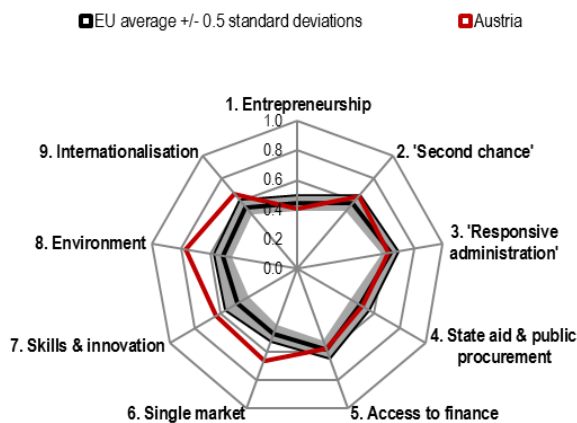 EU average +/- 0.5 standard deviations
Austria
1. Entrepreneurship
1.0
9. Internationalisation
2. 'Second chance'
0.8
0.6
0.4
8. Environment
3. 'Responsive
administration'
0.2
0.0
7. Skills & innovation
4. State aid & public
procurement
6. Single market
5. Access to finance